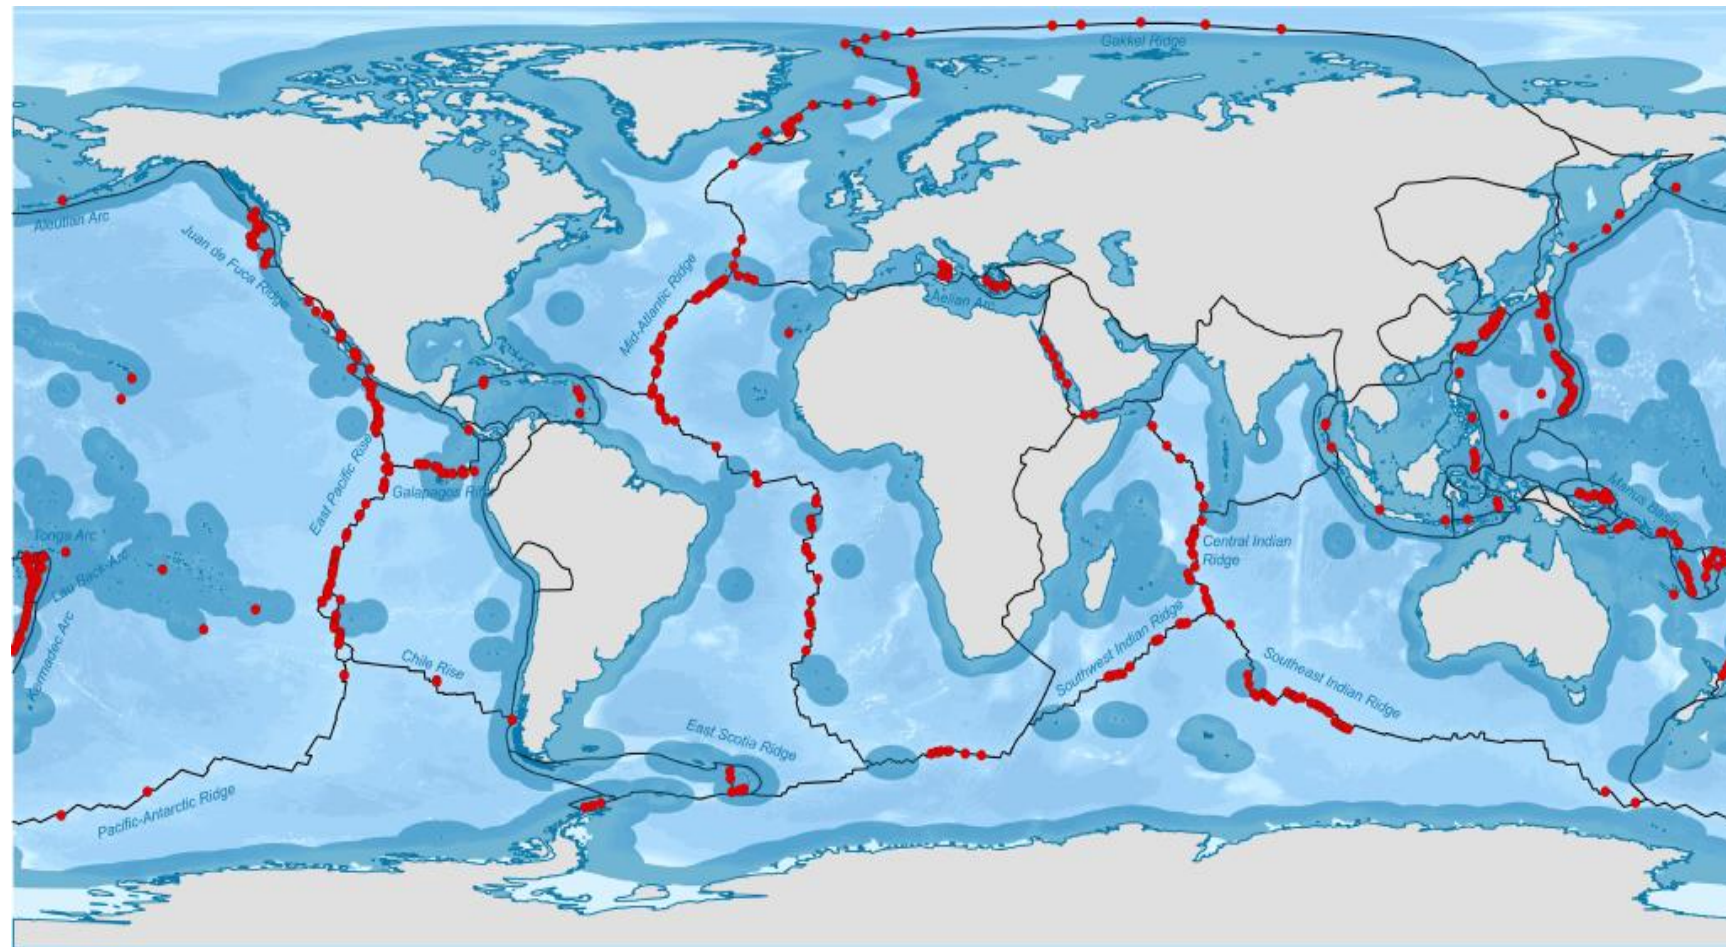 Gakkel Ridge
Aleutian Arc
Juan de Fuca Ridge
Mid-Atlantic Ridge
Aelian Arc
East Pacific Rise
Galapagos Rift
Manus Basin
Tonga Arc
Lau Back-Arc
Kermadec Arc
Central Indian
Ridge
Southwest Indian Ridge
Southeast Indian Ridge
Chile Rise
East Scotia Ridge
Pacific-Antarctic Ridge